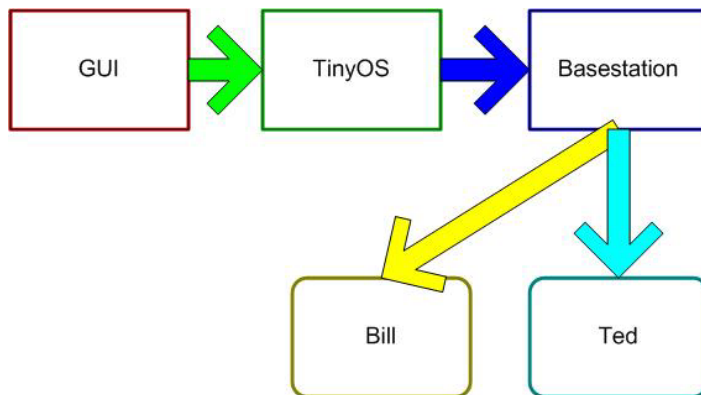 GUI
TinyOS
Basestation
Bill
Ted